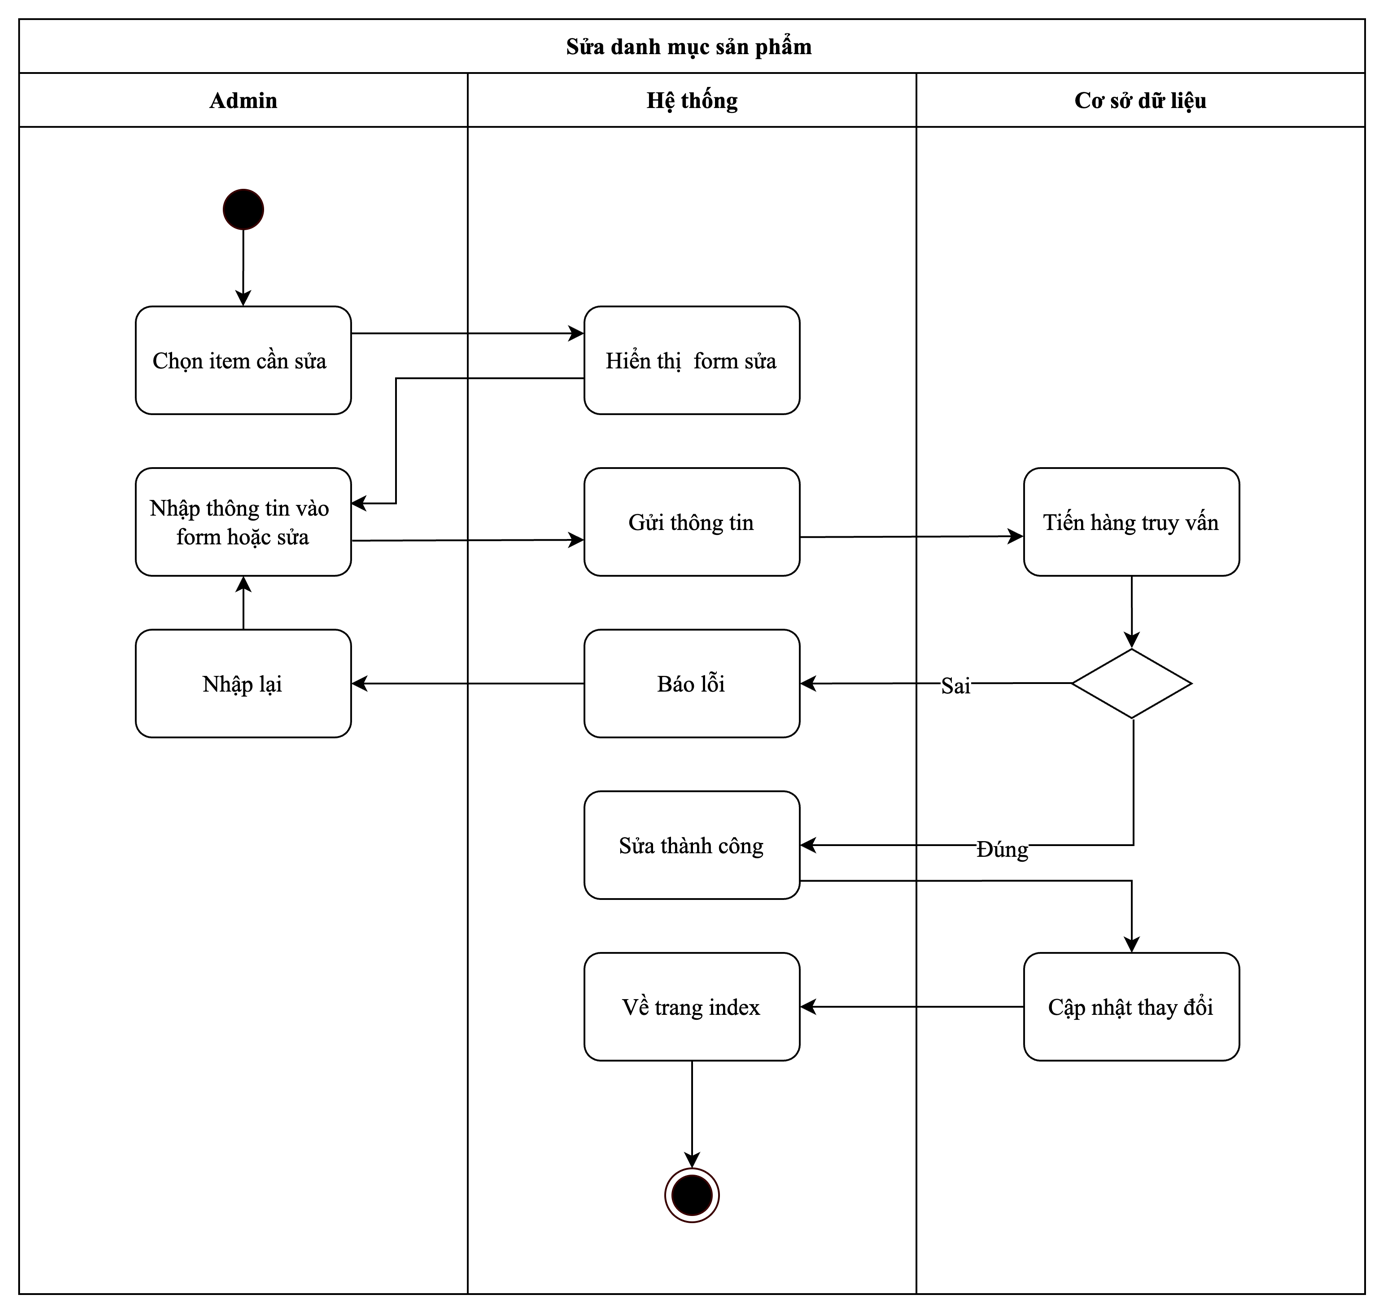 Sửa danh mục sản phẩm
Admin
Hệ thống
Cơ sở dữ liệu
Chọn item cần sửa
Hiển thị  form sửa
Nhập thông tin vào
form hoặc sửa
Gửi thông tin
Tiến hàng truy vấn
Nhập lại
Báo lỗi
Sai
Sửa thành công
Đúng
Về trang index
Cập nhật thay đổi